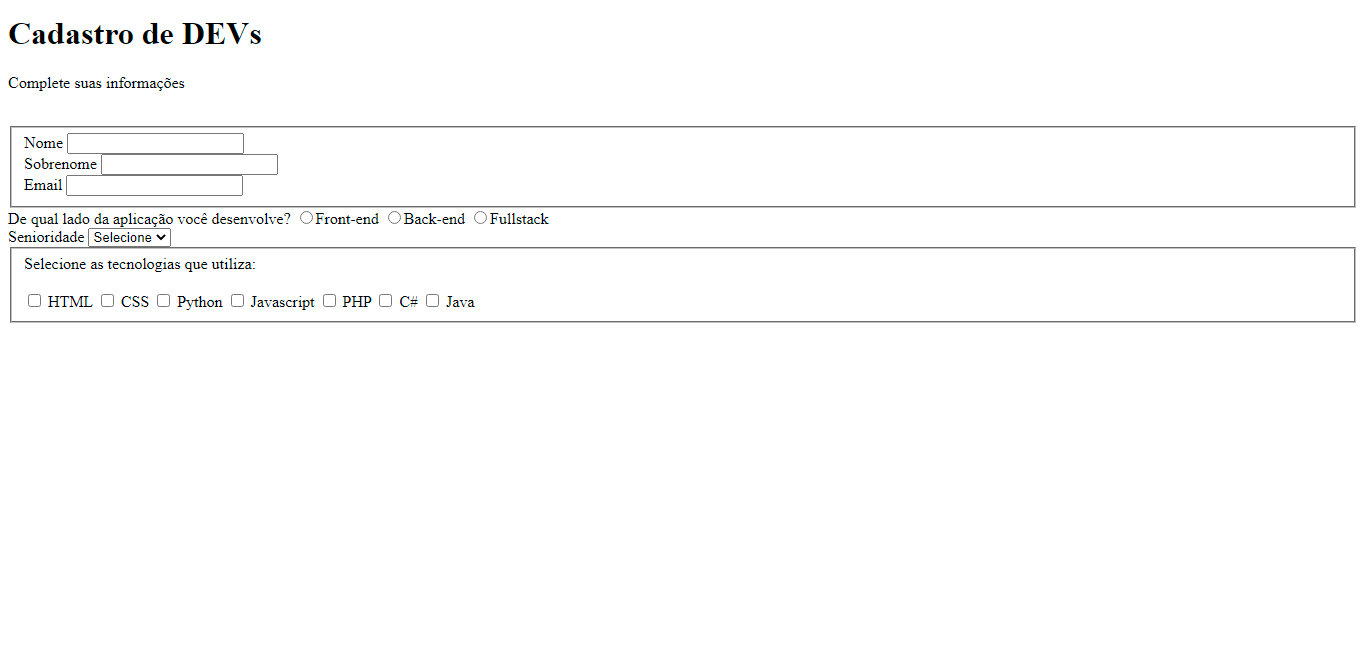 Cadastro de DEVs
Complete suas informações
Nome
Sobrenome
Email
De qual lado da aplicação você desenvolve? Front-end Back-end Fullstack
Senioridade Selecione
Selecione as tecnologias que utiliza:
HTML CSS Python Javascript PHP C# Java